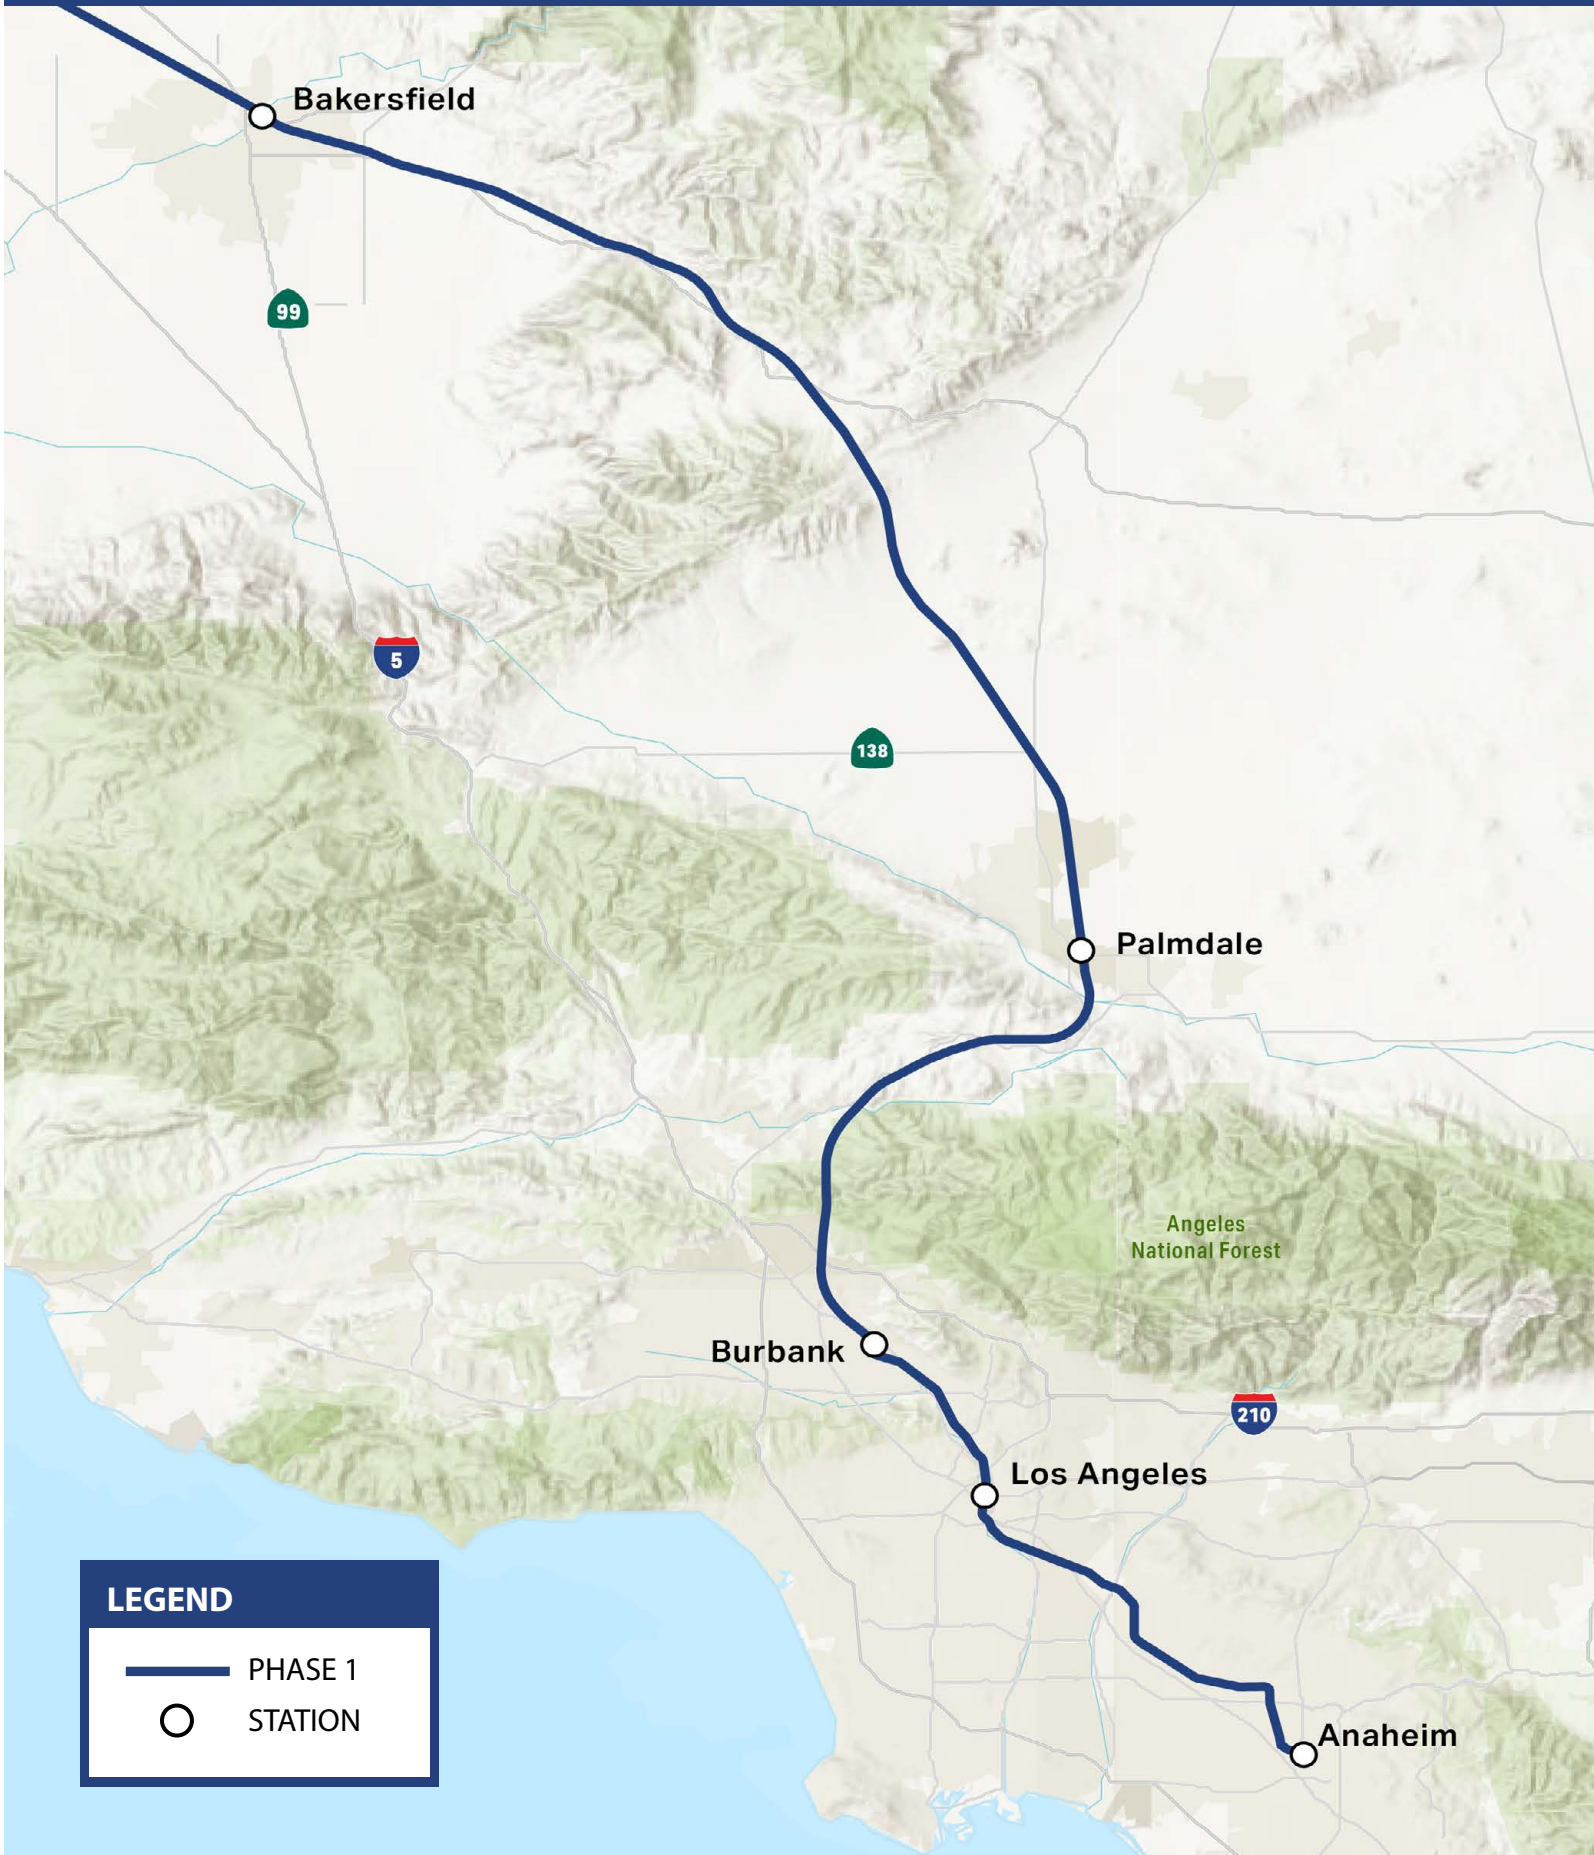 Bakersfield
99
5
138
Palmdale
Angeles
National Forest
Burbank
210
Los Angeles
Anaheim
LEGEND
PHASE 1
STATION